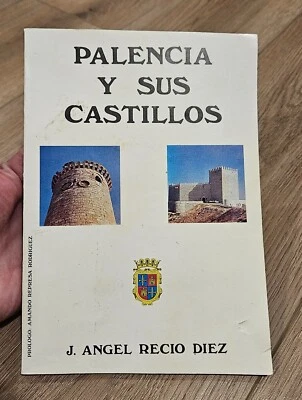 PALENCIA
Y SUS
CASTILLOS
PROLOGO: AMANDO REPRESA RODRIGUEZ
J. ANGEL RECIO DIEZ